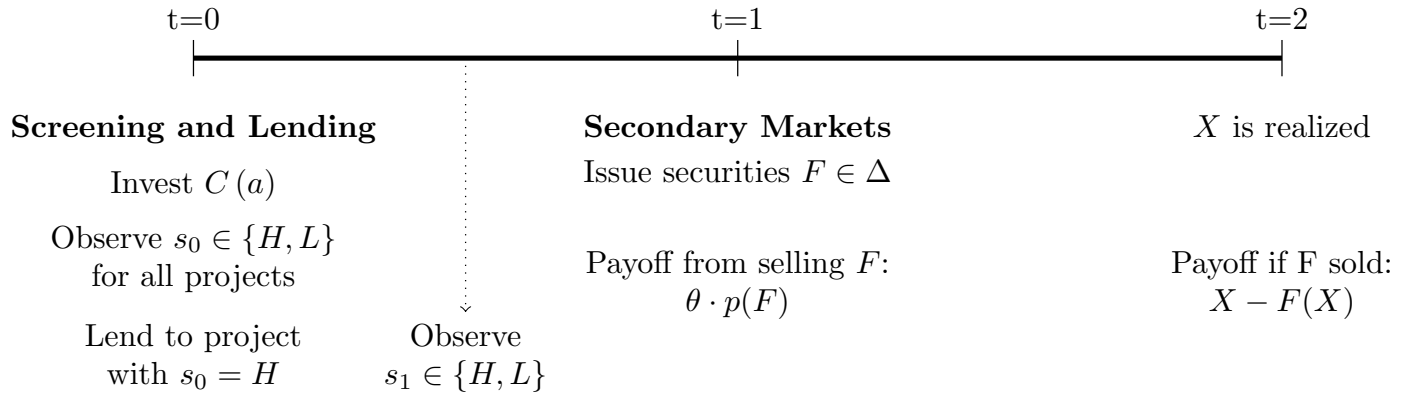 t=0
t=1
t=2
Screening and Lending
Secondary Markets
X is realized
Invest C (a)
Issue securities F ∈ Δ
Observe s₀ ∈ {H, L}
for all projects
Payoff from selling F:
θ · p(F)
Payoff if F sold:
X − F(X)
Lend to project
with s₀ = H
Observe
s₁ ∈ {H, L}